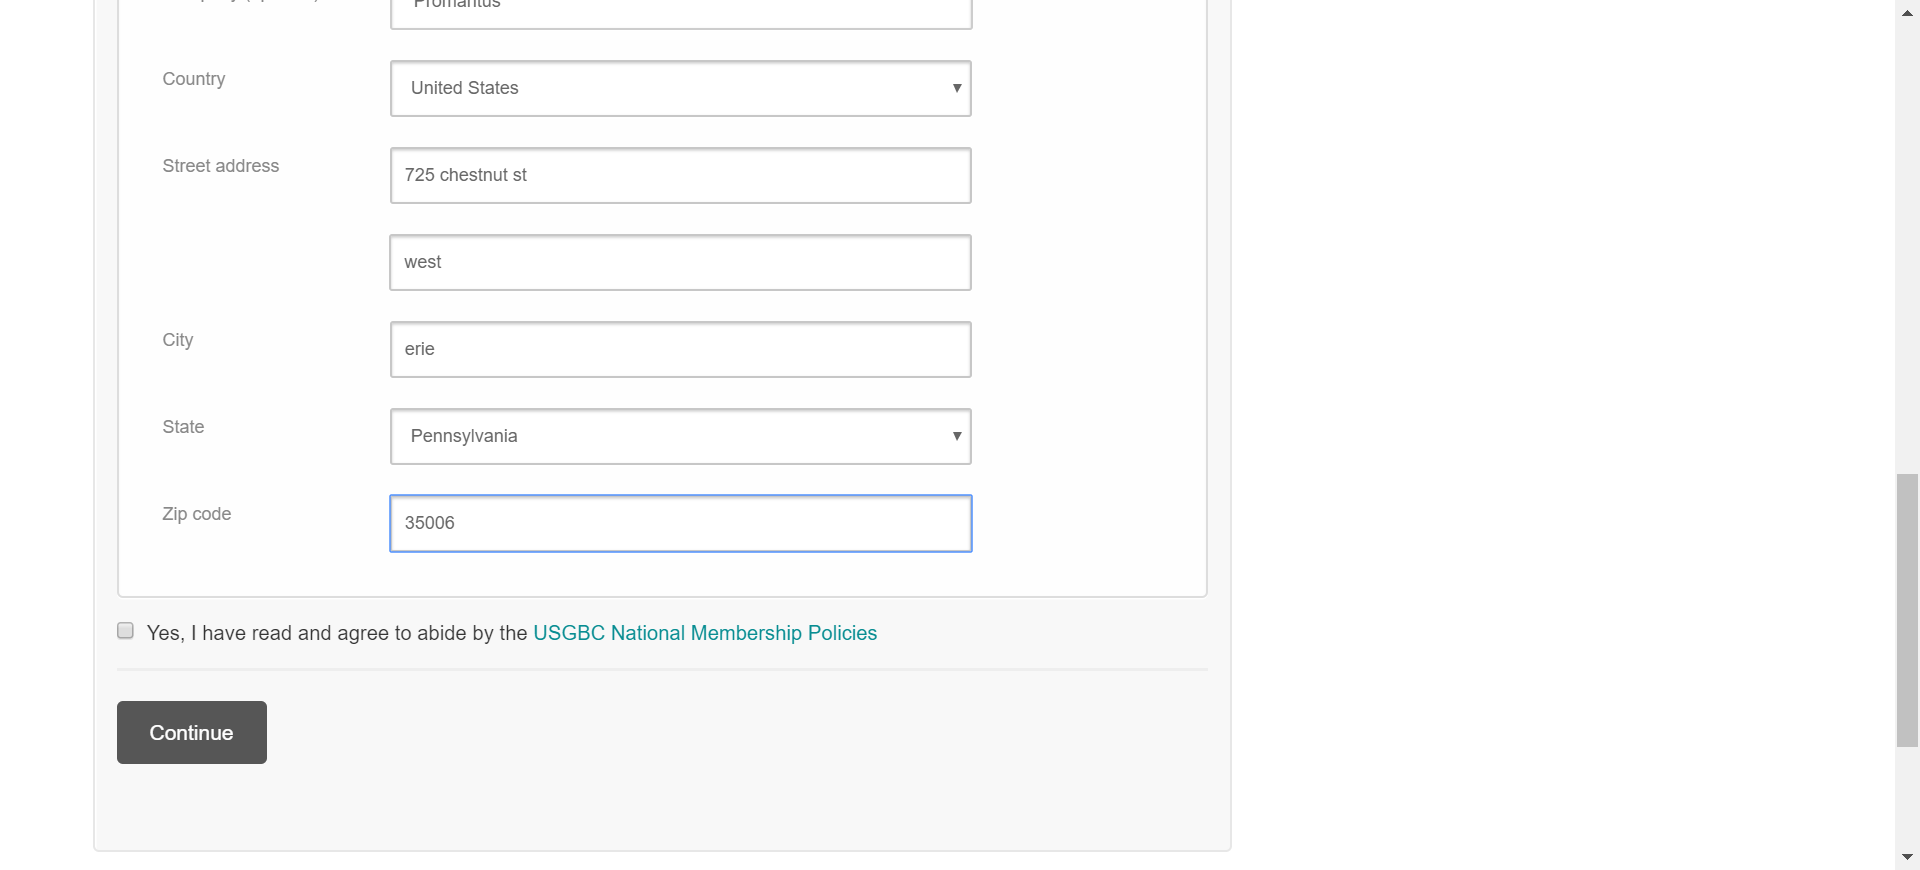 Promantus
Country
United States
Street address
725 chestnut st
west
City
erie
State
Pennsylvania
Zip code
35006
Yes, I have read and agree to abide by the USGBC National Membership Policies
Continue